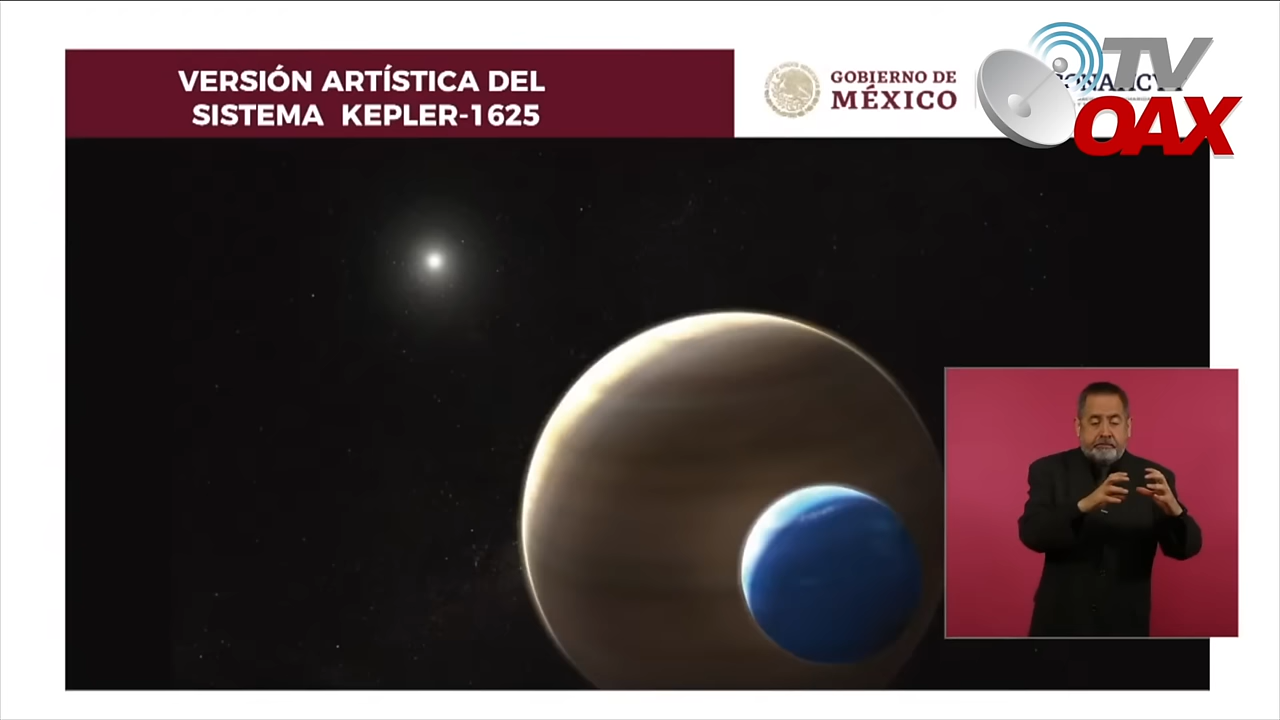 VERSIÓN ARTÍSTICA DEL
SISTEMA KEPLER-1625
GOBIERNO DE
MÉXICO
TV
OAX